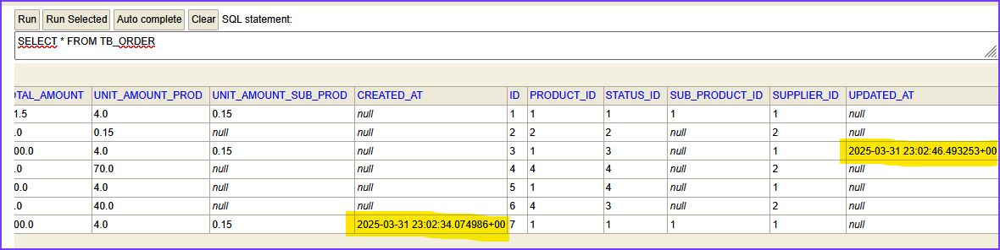 Run Run Selected Auto complete Clear SQL statement:
SELECT * FROM TB_ORDER
OTAL_AMOUNT UNIT_AMOUNT_PROD UNIT_AMOUNT_SUB_PROD CREATED_AT ID PRODUCT_ID STATUS_ID SUB_PRODUCT_ID SUPPLIER_ID UPDATED_AT
1.5 4.0 0.15 null 1 1 1 1 1 null
.0 0.15 null null 2 2 2 null 2 null
00.0 4.0 0.15 null 3 1 3 null 1 2025-03-31 23:02:46.493253+00
.0 70.0 null null 4 4 4 null 2 null
0.0 4.0 null null 5 1 4 null 1 null
.0 40.0 null null 6 4 3 null 2 null
00.0 4.0 0.15 2025-03-31 23:02:34.074986+00 7 1 1 1 1 null